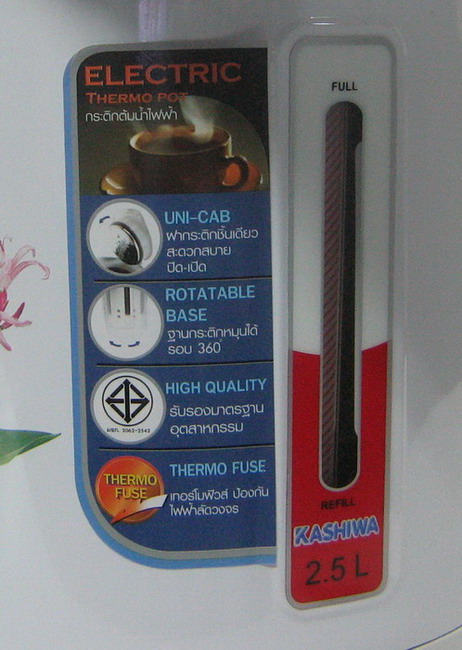 ELECTRIC
THERMO POT
กระติกต้มน้ำไฟฟ้า
UNI-CAB
ฝากระติกชิ้นเดียว
สะดวกสบาย
ปิด-เปิด
ROTATABLE
BASE
ฐานกระติกหมุนได้
รอบ 360°
HIGH QUALITY
รับรองมาตรฐาน
อุตสาหกรรม
มอก. 2062-2543
THERMO
FUSE
THERMO FUSE
เทอร์โมฟิวส์ ป้องกัน
ไฟฟ้าลัดวงจร
FULL
REFILL
KASHIWA
2.5 L